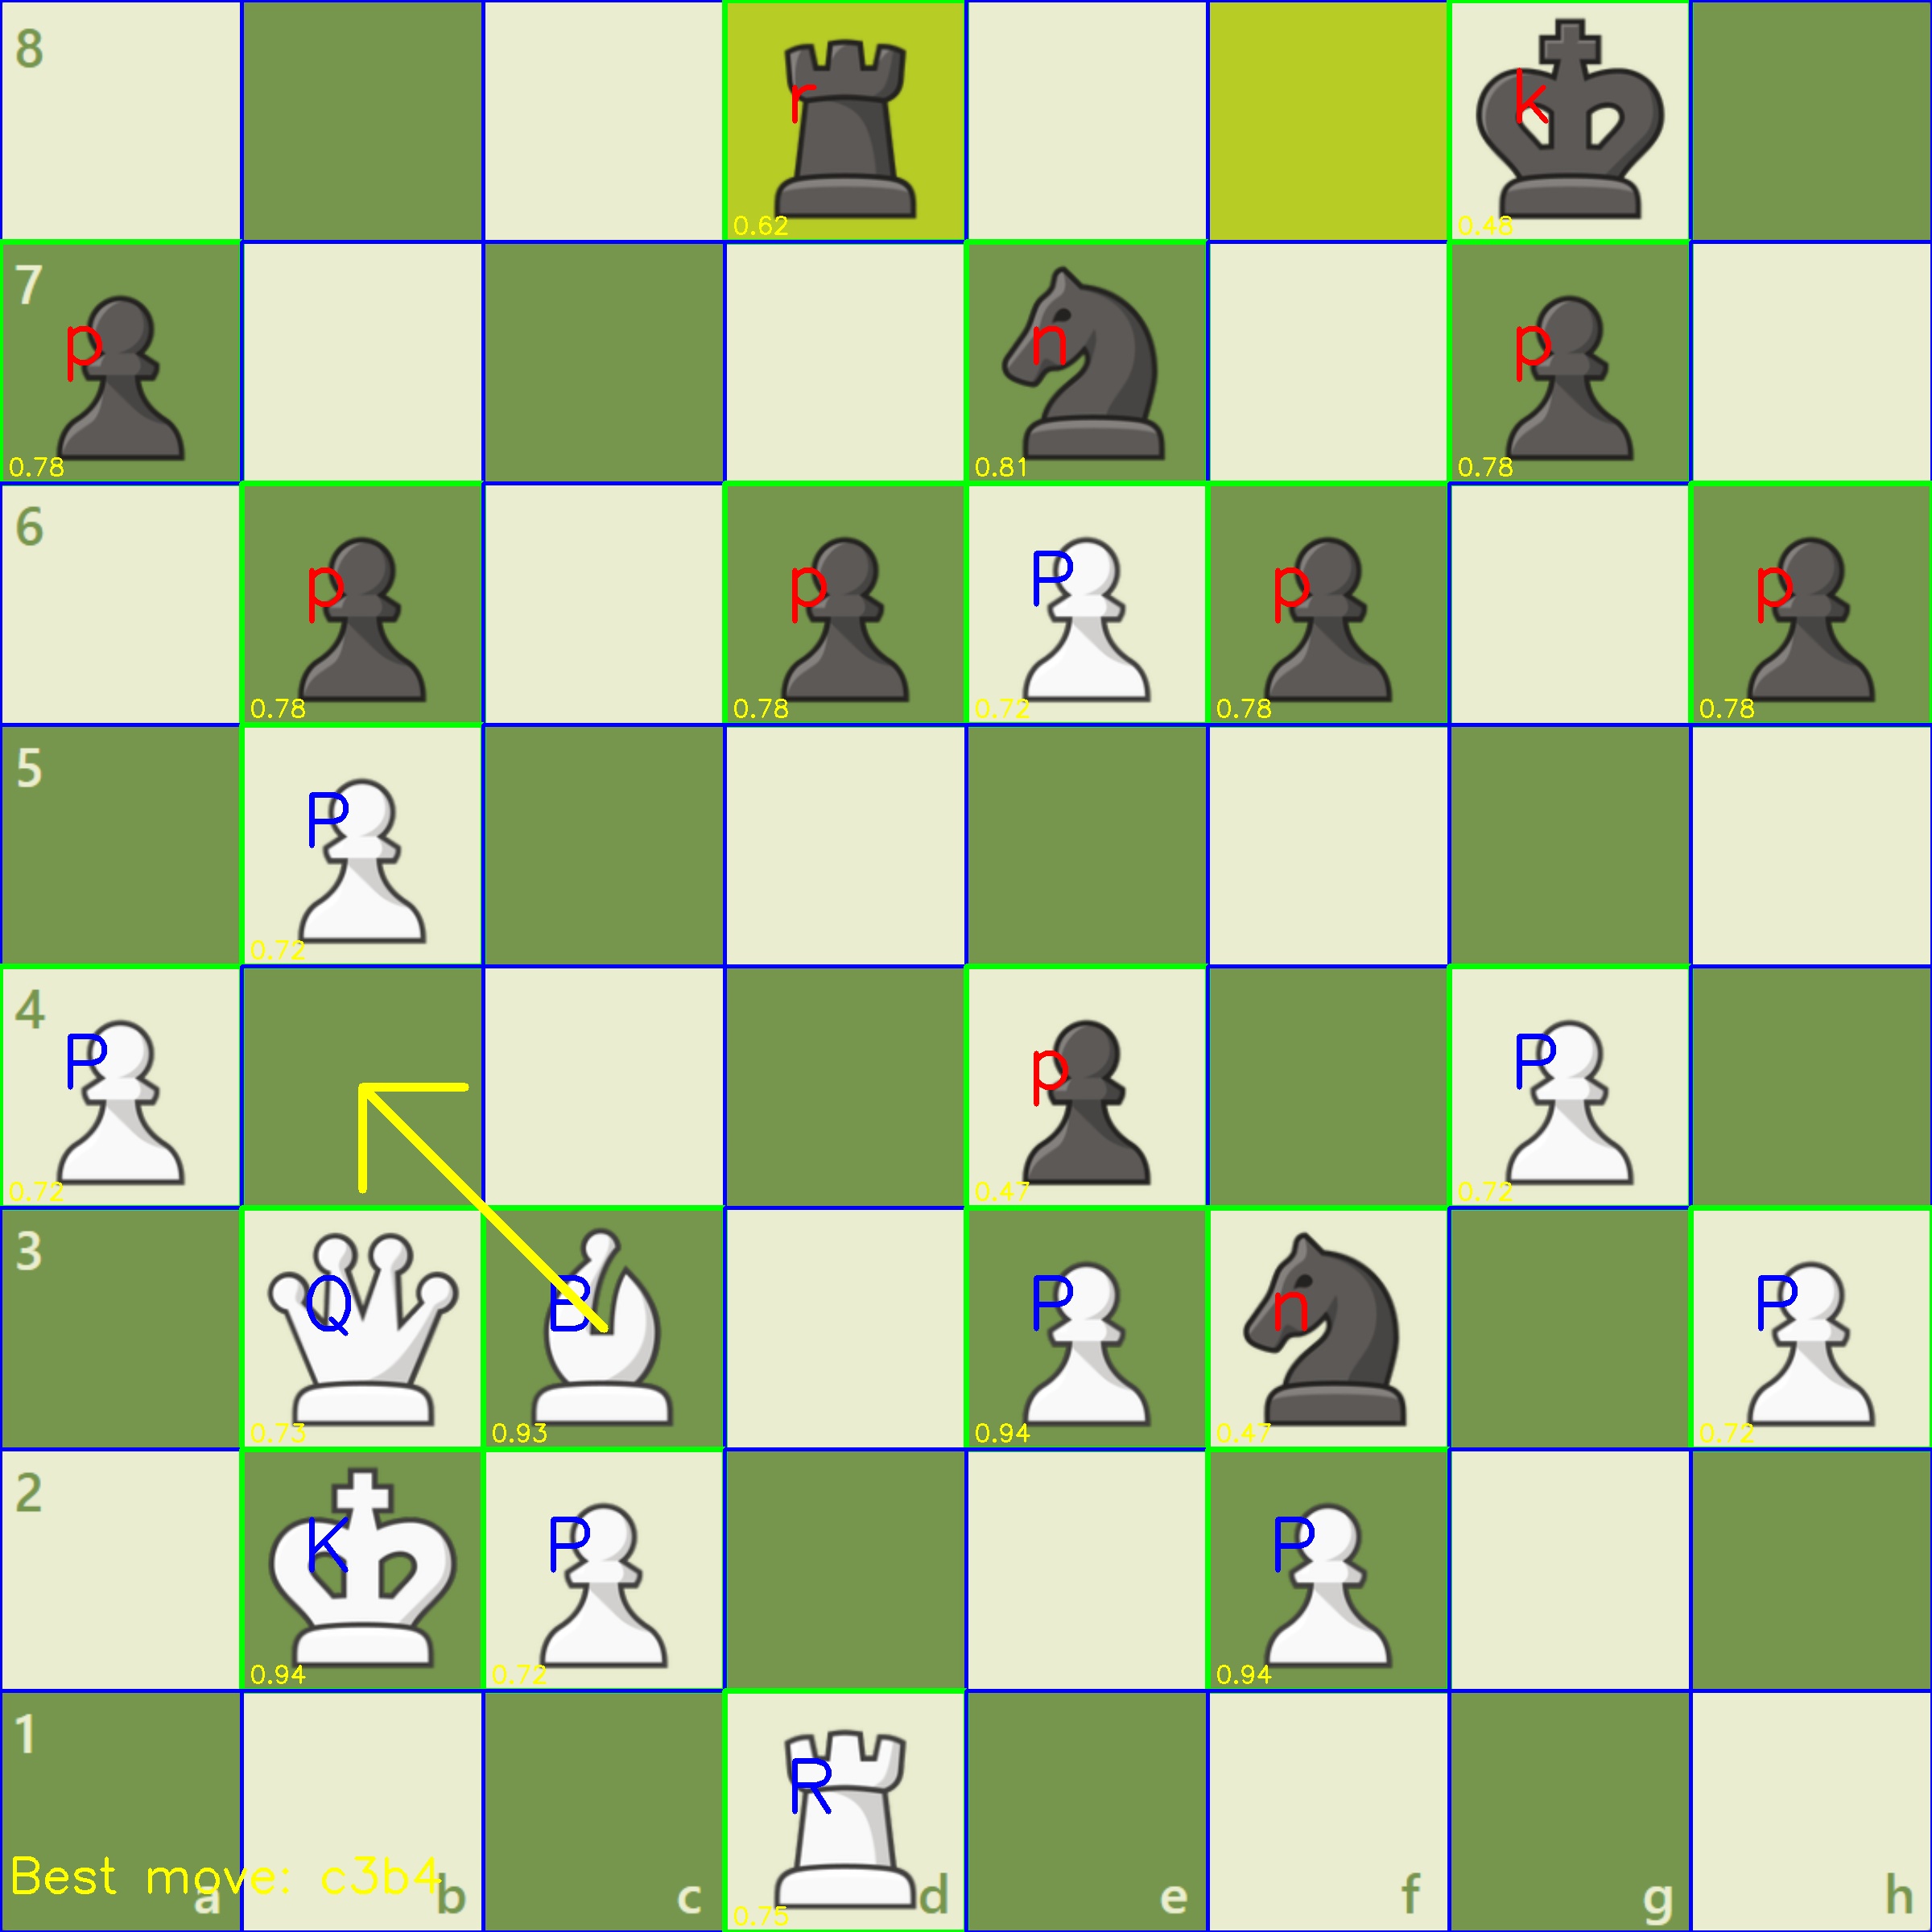 8 r k
0.62 0.48
7 p n p
0.78 0.81 0.78
6 p p P p p
0.78 0.78 0.72 0.78 0.78
5 P
0.72
4 P p P
0.72 0.47 0.72
3 Q B P n P
0.73 0.93 0.94 0.47 0.72
2 K P P
0.94 0.72 0.94
1 R
Best move: c3b4
a b c d e f g h
0.75